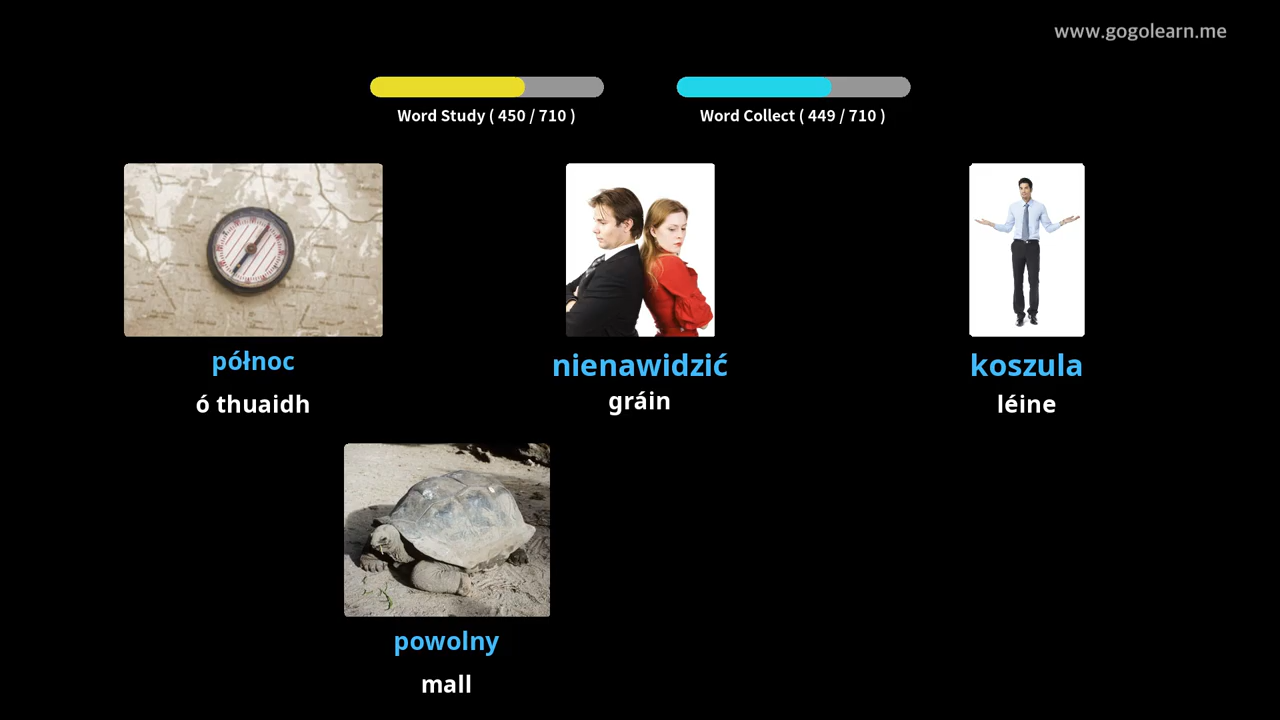 www.gogolearn.me
Word Study ( 450 / 710 )
Word Collect ( 449 / 710 )
północ
ó thuaidh
nienawidzić
gráin
koszula
léine
powolny
mall